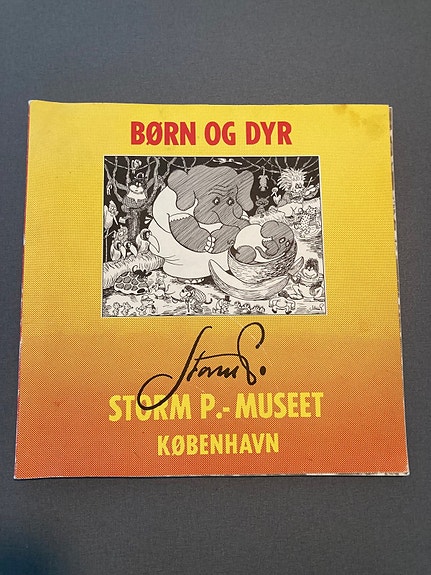 BØRN OG DYR
Storm P.
STORM P.-MUSEET
KØBENHAVN